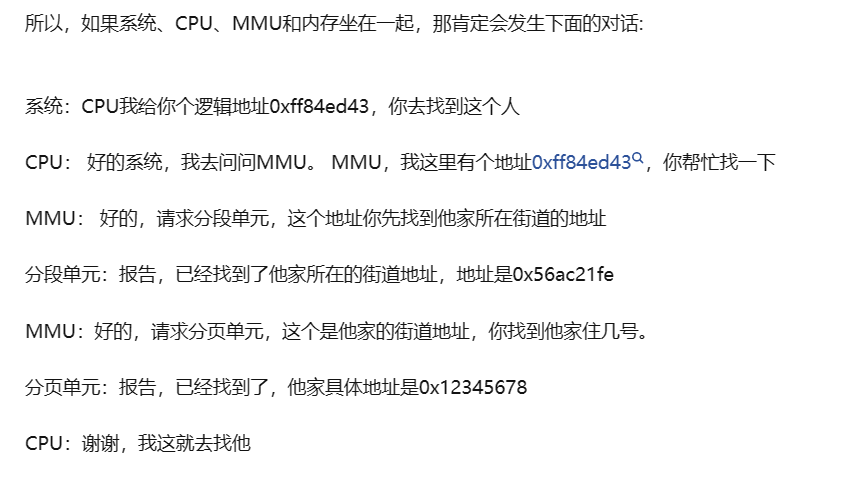 所以，如果系统、CPU、MMU和内存坐在一起，那肯定会发生下面的对话:
系统：CPU我给你个逻辑地址0xff84ed43，你去找到这个人
CPU： 好的系统，我去问问MMU。 MMU，我这里有个地址0xff84ed43，你帮忙找一下
MMU： 好的，请求分段单元，这个地址你先找到他家所在街道的地址
分段单元：报告，已经找到了他家所在的街道地址，地址是0x56ac21fe
MMU：好的，请求分页单元，这个是他家的街道地址，你找到他家住几号。
分页单元：报告，已经找到了，他家具体地址是0x12345678
CPU：谢谢，我这就去找他